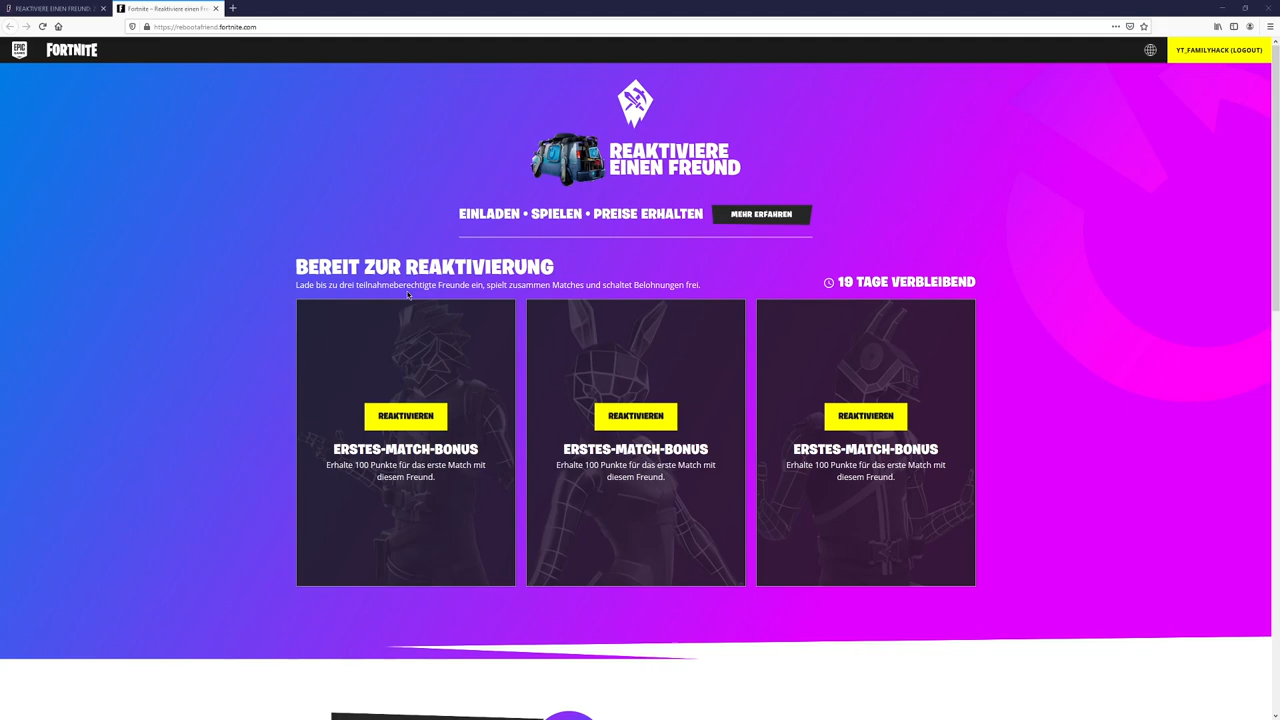 REAKTIVIERE EINEN FREUND:
Fortnite – Reaktiviere einen Fre
https://rebootafriend.fortnite.com
EPIC GAMES
FORTNITE
YT_FAMILYHACK (LOGOUT)
REAKTIVIERE
EINEN FREUND
EINLADEN • SPIELEN • PREISE ERHALTEN
MEHR ERFAHREN
BEREIT ZUR REAKTIVIERUNG
Lade bis zu drei teilnahmeberechtigte Freunde ein, spielt zusammen Matches und schaltet Belohnungen frei.
19 TAGE VERBLEIBEND
REAKTIVIEREN
ERSTES-MATCH-BONUS
Erhalte 100 Punkte für das erste Match mit
diesem Freund.
REAKTIVIEREN
ERSTES-MATCH-BONUS
Erhalte 100 Punkte für das erste Match mit
diesem Freund.
REAKTIVIEREN
ERSTES-MATCH-BONUS
Erhalte 100 Punkte für das erste Match mit
diesem Freund.